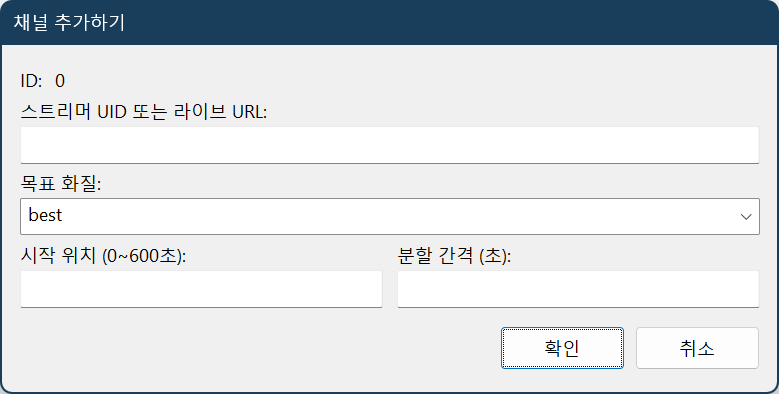 채널 추가하기
ID: 0
스트리머 UID 또는 라이브 URL:
목표 화질:
best
시작 위치 (0~600초): 분할 간격 (초):
확인 취소